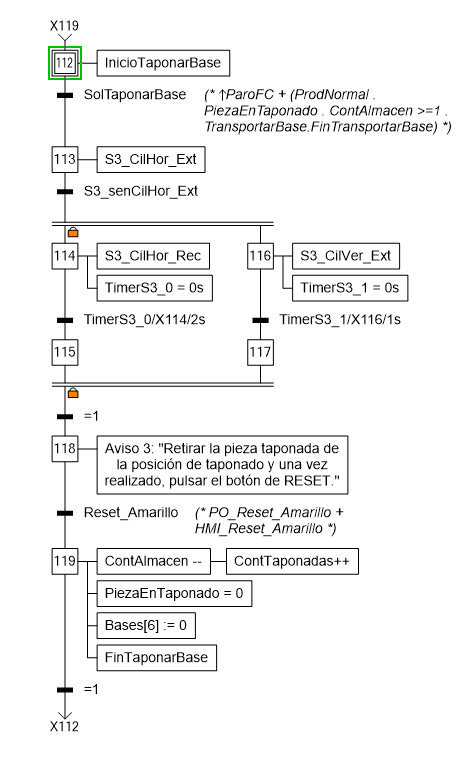 X119
112 InicioTaponarBase
SolTaponarBase (* ↑ParoFC + (ProdNormal .
PiezaEnTaponado . ContAlmacen >=1 .
TransportarBase.FinTransportarBase) *)
113 S3_CilHor_Ext
S3_senCilHor_Ext
114 S3_CilHor_Rec
TimerS3_0 = 0s
116 S3_CilVer_Ext
TimerS3_1 = 0s
TimerS3_0/X114/2s
TimerS3_1/X116/1s
115
117
=1
118 Aviso 3: "Retirar la pieza taponada de
la posición de taponado y una vez
realizado, pulsar el botón de RESET."
Reset_Amarillo (* PO_Reset_Amarillo +
HMI_Reset_Amarillo *)
119 ContAlmacen -- ContTaponadas++
PiezaEnTaponado = 0
Bases[6] := 0
FinTaponarBase
=1
X112